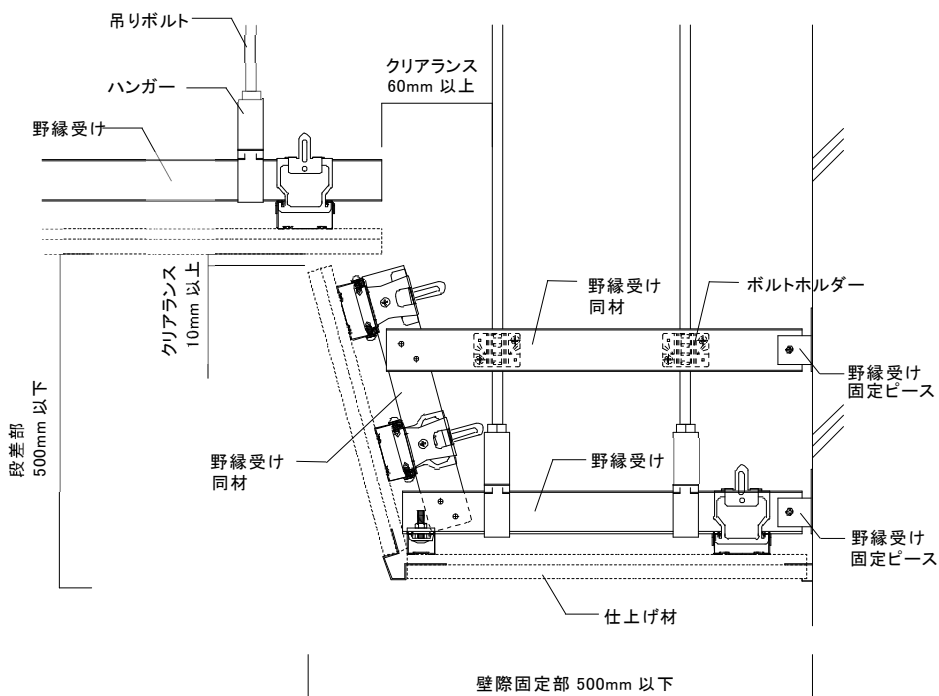 吊りボルト
ハンガー
野縁受け
クリアランス
60mm 以上
クリアランス
10mm 以上
段差部
500mm 以下
野縁受け
同材
ボルトホルダー
野縁受け
固定ピース
野縁受け
同材
野縁受け
野縁受け
固定ピース
仕上げ材
壁際固定部 500mm 以下